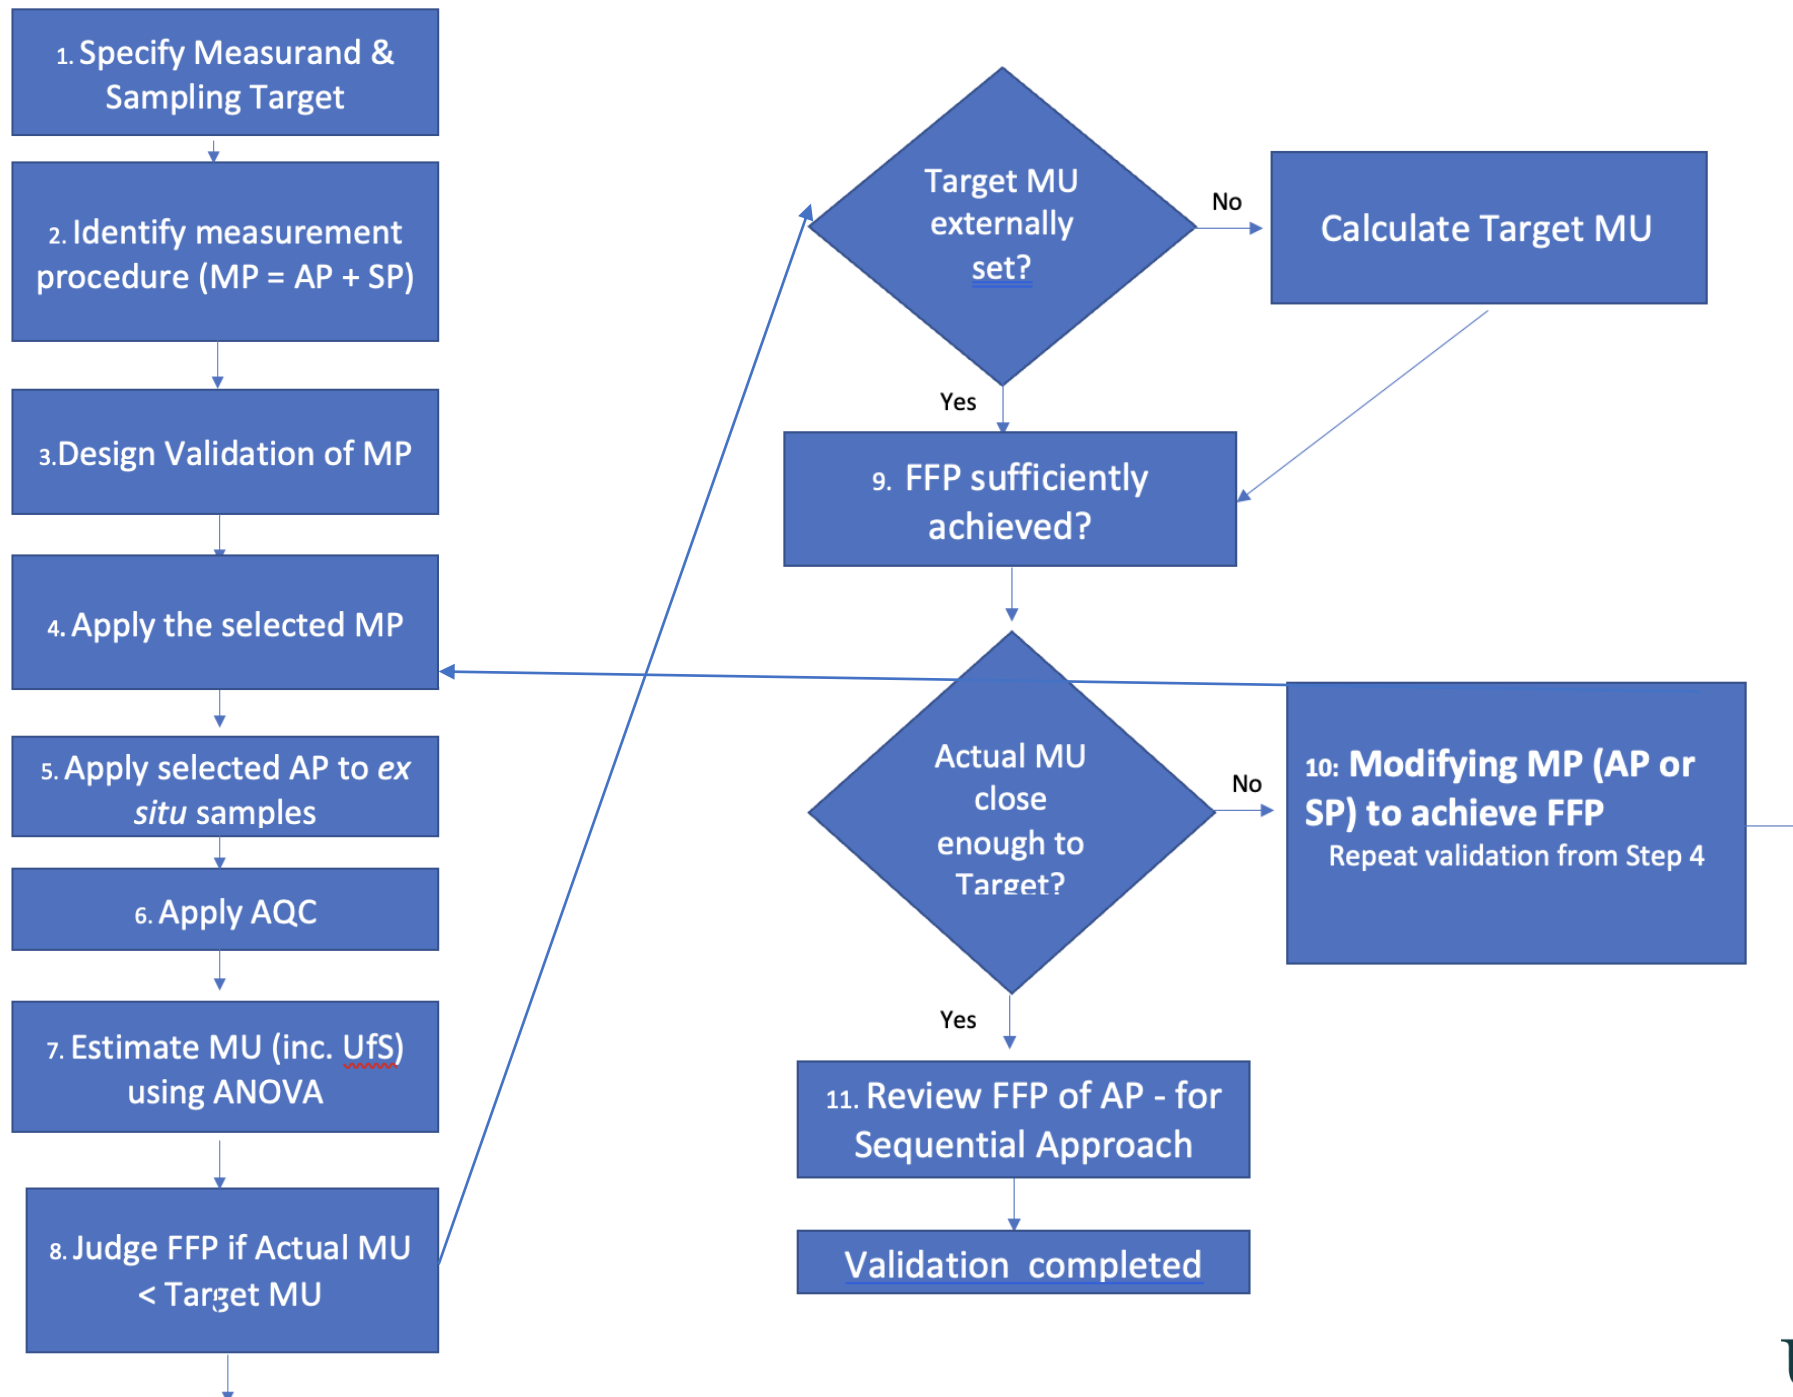 1. Specify Measurand &
Sampling Target
2. Identify measurement
procedure (MP = AP + SP)
3.Design Validation of MP
4. Apply the selected MP
5. Apply selected AP to ex
situ samples
6. Apply AQC
7. Estimate MU (inc. UfS)
using ANOVA
8. Judge FFP if Actual MU
< Target MU
Target MU
externally
set?
No
Calculate Target MU
Yes
9. FFP sufficiently
achieved?
Actual MU
close
enough to
Target?
No
10: Modifying MP (AP or
SP) to achieve FFP
Repeat validation from Step 4
Yes
11. Review FFP of AP - for
Sequential Approach
Validation completed